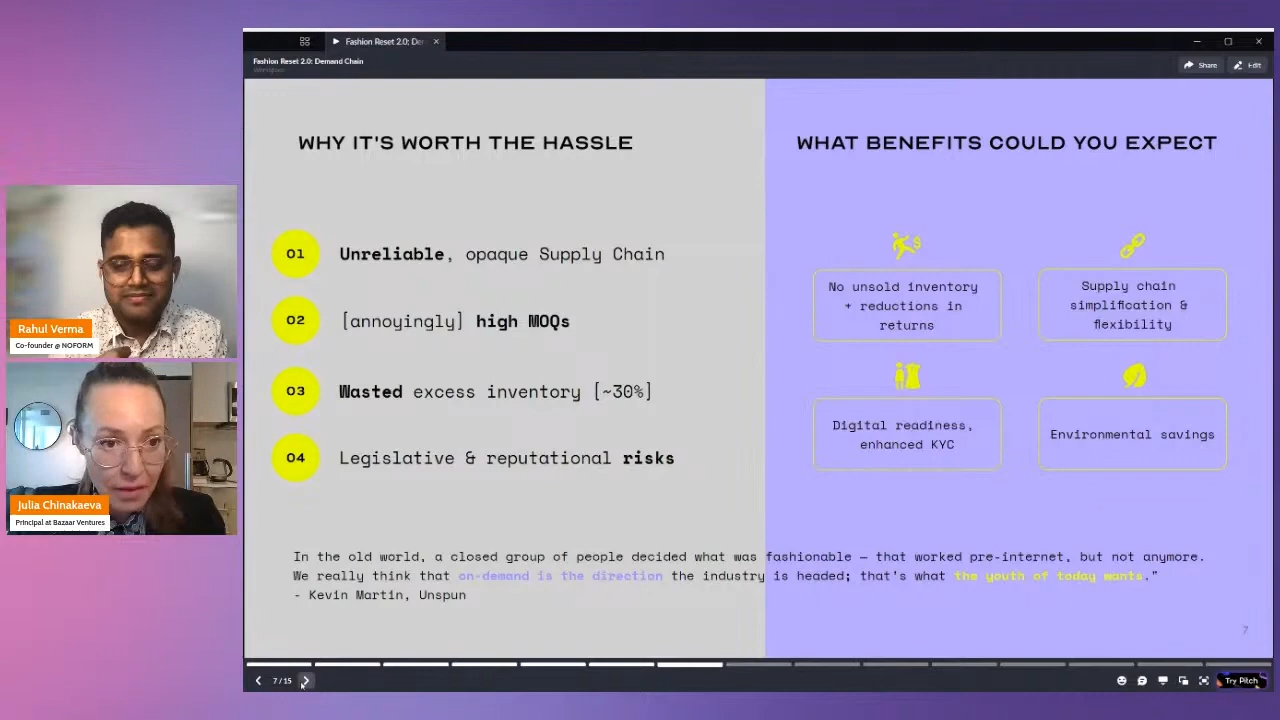 Fashion Reset 2.0: De
Fashion Reset 2.0: Demand Chain
Workspace
Share
Edit
WHY IT'S WORTH THE HASSLE
01
Unreliable, opaque Supply Chain
02
[annoyingly] high MOQs
03
Wasted excess inventory [~30%]
04
Legislative & reputational risks
WHAT BENEFITS COULD YOU EXPECT
No unsold inventory
+ reductions in
returns
Supply chain
simplification &
flexibility
Digital readiness,
enhanced KYC
Environmental savings
In the old world, a closed group of people decided what was fashionable — that worked pre-internet, but not anymore.
We really think that on-demand is the direction the industry is headed; that's what the youth of today wants."
- Kevin Martin, Unspun
7
7 / 15
Try Pitch
Rahul Verma
Co-founder @ NOFORM
Julia Chinakaeva
Principal at Bazaar Ventures